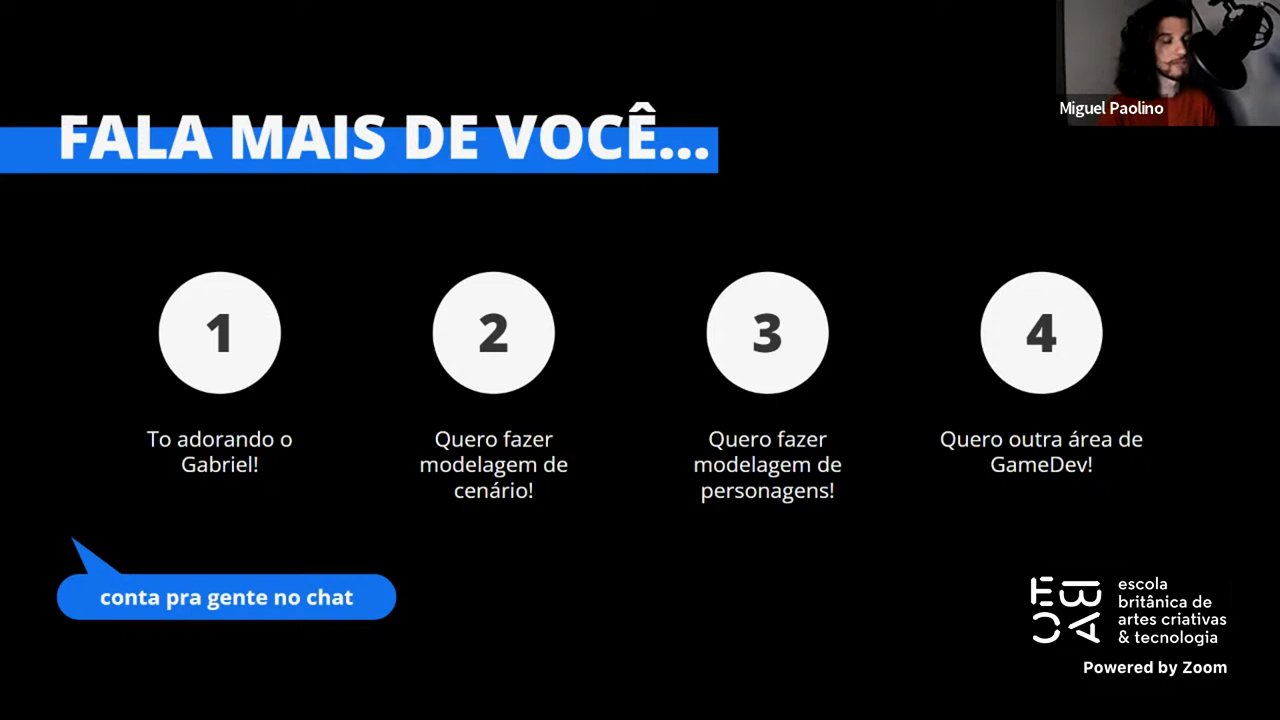 Miguel Paolino
FALA MAIS DE VOCÊ...
1
To adorando o
Gabriel!
2
Quero fazer
modelagem de
cenário!
3
Quero fazer
modelagem de
personagens!
4
Quero outra área de
GameDev!
conta pra gente no chat
EBAC
escola
britânica de
artes criativas
& tecnologia
Powered by Zoom